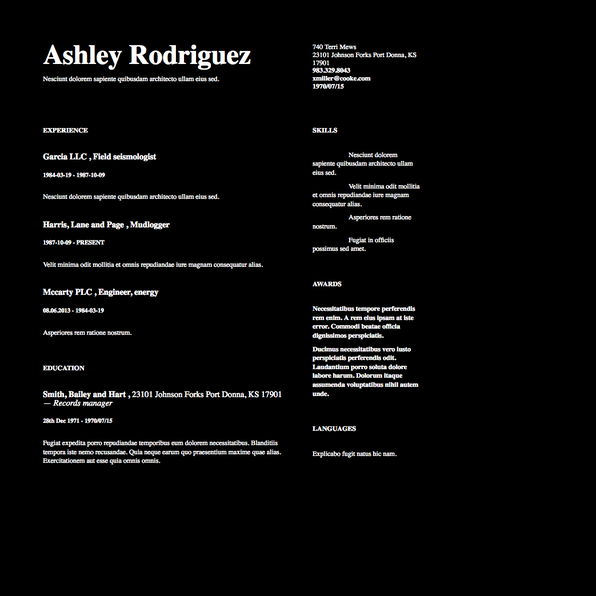 Ashley Rodriguez
Nesciunt dolorem sapiente quibusdam architecto ullam eius sed.
740 Terri Mews
23101 Johnson Forks Port Donna, KS
17901
983.329.8043
xmiller@cooke.com
1970/07/15
EXPERIENCE
Garcia LLC , Field seismologist
1984-03-19 - 1987-10-09
Nesciunt dolorem sapiente quibusdam architecto ullam eius sed.
Harris, Lane and Page , Mudlogger
1987-10-09 - PRESENT
Velit minima odit mollitia et omnis repudiandae iure magnam consequatur alias.
Mccarty PLC , Engineer, energy
08.06.2013 - 1984-03-19
Asperiores rem ratione nostrum.
EDUCATION
Smith, Bailey and Hart , 23101 Johnson Forks Port Donna, KS 17901
— Records manager
28th Dec 1971 - 1970/07/15
Fugiat expedita porro repudiandae temporibus eum dolorem necessitatibus. Blanditiis
tempora iste nemo recusandae. Quia neque earum quo praesentium maxime quae alias.
Exercitationem aut esse quia omnis omnis.
SKILLS
Nesciunt dolorem
sapiente quibusdam architecto ullam
eius sed.
Velit minima odit mollitia
et omnis repudiandae iure magnam
consequatur alias.
Asperiores rem ratione
nostrum.
Fugiat in officiis
possimus sed amet.
AWARDS
Necessitatibus tempore perferendis
rem enim. A rem eius ipsam at iste
error. Commodi beatae officia
dignissimos perspiciatis.
Ducimus necessitatibus vero iusto
perspiciatis perferendis odit.
Laudantium porro soluta dolore
labore harum. Dolorum itaque
assumenda voluptatibus nihil autem
unde.
LANGUAGES
Explicabo fugit natus hic nam.